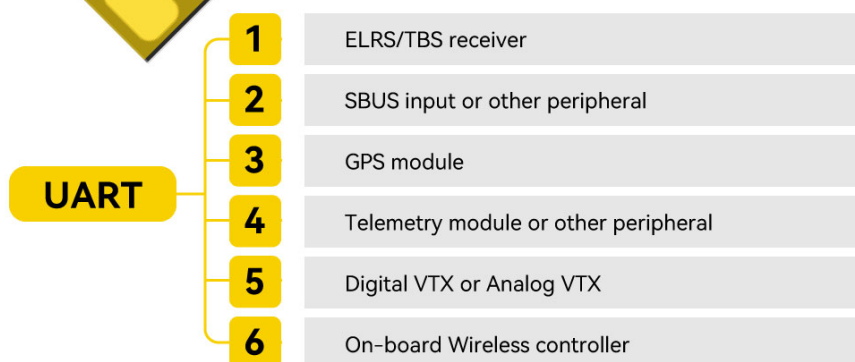 1 ELRS/TBS receiver
2 SBUS input or other peripheral
3 GPS module
UART
4 Telemetry module or other peripheral
5 Digital VTX or Analog VTX
6 On-board Wireless controller